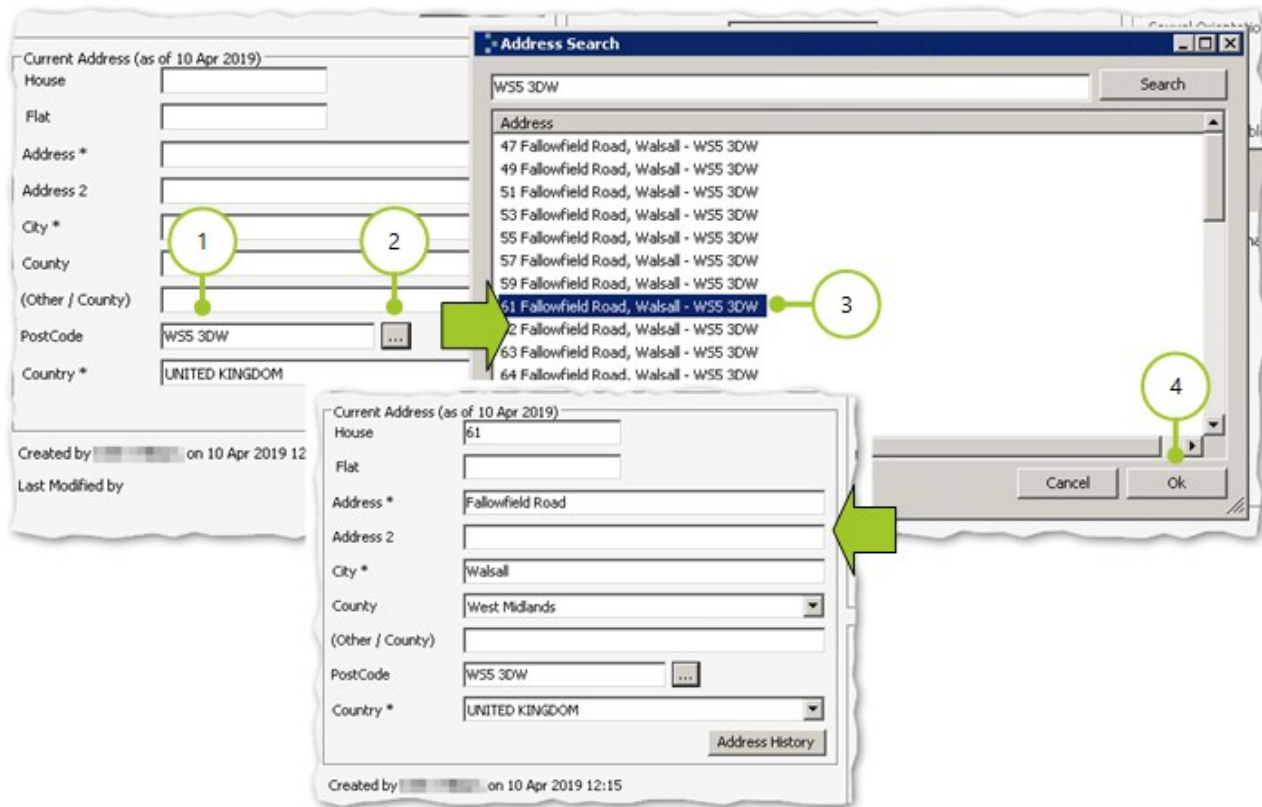 Current Address (as of 10 Apr 2019)
House
Flat
Address *
Address 2
City *
County
(Other / County)
PostCode WS5 3DW ...
Country * UNITED KINGDOM
Created by on 10 Apr 2019 12
Last Modified by
1
2
Address Search
WS5 3DW Search
Address
47 Fallowfield Road, Walsall - WS5 3DW
49 Fallowfield Road, Walsall - WS5 3DW
51 Fallowfield Road, Walsall - WS5 3DW
53 Fallowfield Road, Walsall - WS5 3DW
55 Fallowfield Road, Walsall - WS5 3DW
57 Fallowfield Road, Walsall - WS5 3DW
59 Fallowfield Road, Walsall - WS5 3DW
61 Fallowfield Road, Walsall - WS5 3DW
Fallowfield Road, Walsall - WS5 3DW
63 Fallowfield Road, Walsall - WS5 3DW
64 Fallowfield Road, Walsall - WS5 3DW
3
4
Cancel Ok
Current Address (as of 10 Apr 2019)
House 61
Flat
Address * Fallowfield Road
Address 2
City * Walsall
County West Midlands
(Other / County)
PostCode WS5 3DW ...
Country * UNITED KINGDOM
Address History
Created by on 10 Apr 2019 12:15